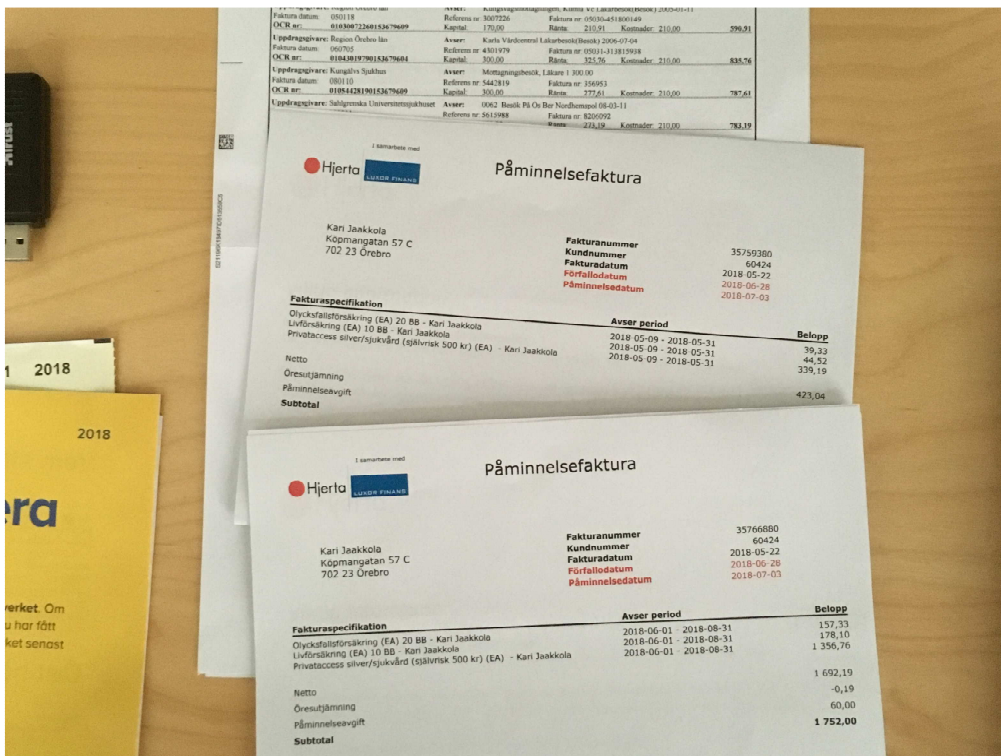 Faktura datum: 050118 Referens nr 3007226 Faktura nr: 05030-451800149
OCR nr: 01030072260153679609 Kapital: 170,00 Ränta: 210,91 Kostnader: 210,00 590,91
Uppdragsgivare: Region Örebro län Avser: Karla Vårdcentral Läkarbesök(Besök) 2006-07-04
Faktura datum: 060705 Referens nr 4301979 Faktura nr: 05031-313815938
OCR nr: 01043019790153679604 Kapital: 300,00 Ränta: 325,76 Kostnader: 210,00 835,76
Uppdragsgivare: Kungälvs Sjukhus Avser: Mottagningsbesök, Läkare 1 300.00
Faktura datum: 080110 Referens nr 5442819 Faktura nr: 356953
OCR nr: 01054428190153679601 Kapital: 300,00 Ränta: 277,61 Kostnader: 210,00 787,61
Uppdragsgivare: Sahlgrenska Universitetssjukhuset Avser: 0062 Besök På Os Ber Nordhemspol 08-03-11
Referens nr 5615988 Faktura nr: 8206092
Ränta: 273,19 Kostnader: 210,00 783,19
Xtrust
I samarbete med
Hjerta LUXOR FINANS
Påminnelsefaktura
Kari Jaakkola
Köpmangatan 57 C
702 23 Örebro
Fakturanummer 35759380
Kundnummer 60424
Fakturadatum 2018-05-22
Förfallodatum 2018-06-28
Påminnelsedatum 2018-07-03
Fakturaspecifikation Avser period Belopp
Olycksfallsförsäkring (EA) 20 BB - Kari Jaakkola 2018-05-09 - 2018-05-31 39,33
Livförsäkring (EA) 10 BB - Kari Jaakkola 2018-05-09 - 2018-05-31 44,52
Privataccess silver/sjukvård (självrisk 500 kr) (EA) - Kari Jaakkola 2018-05-09 - 2018-05-31 339,19
Netto 423,04
Öresutjämning
Påminnelseavgift
Subtotal
1 2018
2018
era
verket. Om
u har fått
ket senast
I samarbete med
Hjerta LUXOR FINANS
Påminnelsefaktura
Kari Jaakkola
Köpmangatan 57 C
702 23 Örebro
Fakturanummer 35766880
Kundnummer 60424
Fakturadatum 2018-05-22
Förfallodatum 2018-06-28
Påminnelsedatum 2018-07-03
Fakturaspecifikation Avser period Belopp
Olycksfallsförsäkring (EA) 20 BB - Kari Jaakkola 2018-06-01 - 2018-08-31 157,33
Livförsäkring (EA) 10 BB - Kari Jaakkola 2018-06-01 - 2018-08-31 178,10
Privataccess silver/sjukvård (självrisk 500 kr) (EA) - Kari Jaakkola 2018-06-01 - 2018-08-31 1 356,76
Netto 1 692,19
Öresutjämning -0,19
Påminnelseavgift 60,00
Subtotal 1 752,00